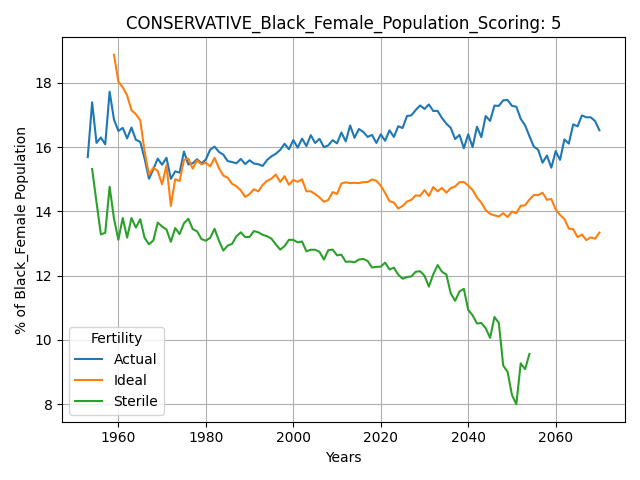 CONSERVATIVE_Black_Female_Population_Scoring: 5
% of Black_Female Population
18
16
14
12
10
8
Fertility
Actual
Ideal
Sterile
1960 1980 2000 2020 2040 2060
Years